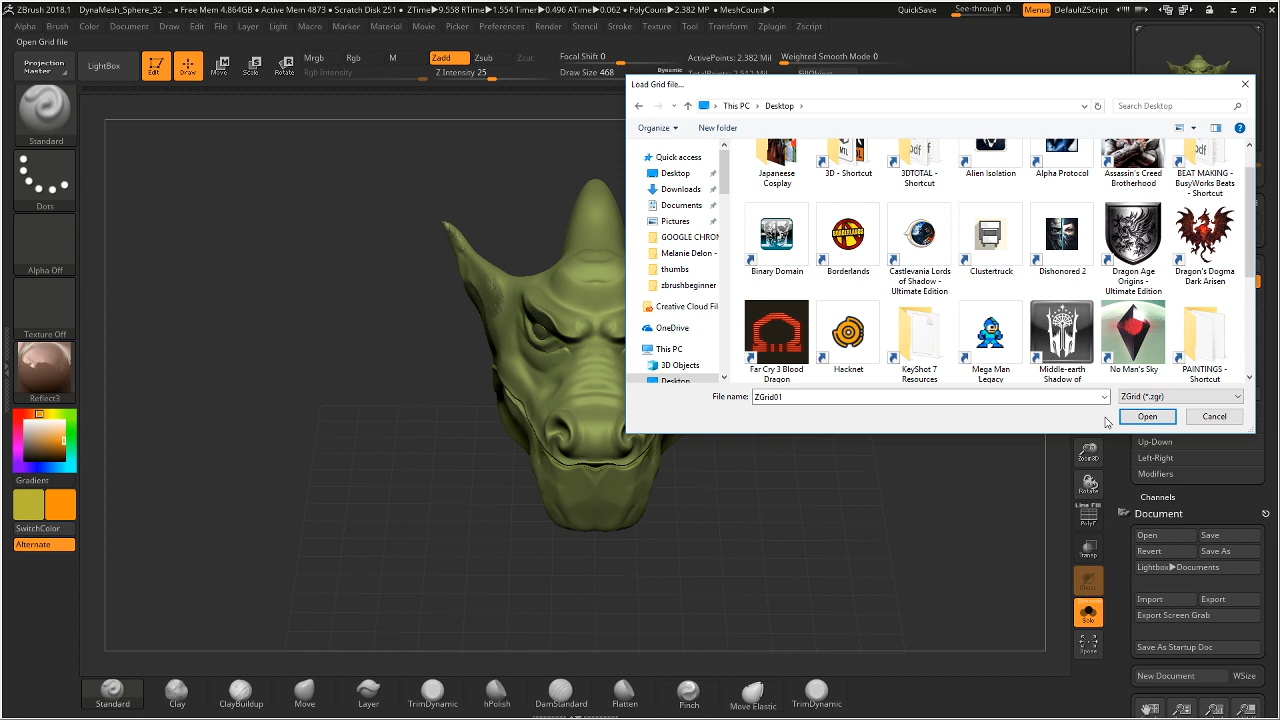 ZBrush 2018.1 DynaMesh_Sphere_32 .. • Free Mem 4.864GB • Active Mem 4873 • Scratch Disk 251 • ZTime▶9.558 RTime▶1.554 Timer▶0.496 ATime▶0.062 • PolyCount▶2.382 MP • MeshCount▶1 QuickSave See-through 0 Menus DefaultZScript
Alpha Brush Color Document Draw Edit File Layer Light Macro Marker Material Movie Picker Preferences Render Stencil Stroke Texture Tool Transform Zplugin Zscript
Open Grid file
Projection Master LightBox Edit Draw Move Scale Rotate
Mrgb Rgb M Zadd Zsub Zcut Focal Shift 0 ActivePoints: 2.382 Mil Weighted Smooth Mode 0
Rgb Intensity Z Intensity 25 Draw Size 468 Dynamic
Load Grid file...
This PC Desktop Search Desktop
Organize New folder
Quick access
Desktop
Downloads
Documents
Pictures
GOOGLE CHRON
Melanie Delon -
thumbs
zbrushbeginner
Creative Cloud Fil
OneDrive
This PC
3D Objects
Desktop
Japaneese Cosplay
3D - Shortcut
3DTOTAL - Shortcut
Alien Isolation
Alpha Protocol
Assassin's Creed Brotherhood
BEAT MAKING - BusyWorks Beats - Shortcut
Binary Domain
Borderlands
Castlevania Lords of Shadow - Ultimate Edition
Clustertruck
Dishonored 2
Dragon Age Origins - Ultimate Edition
Dragon's Dogma Dark Arisen
Far Cry 3 Blood Dragon
Hacknet
KeyShot 7 Resources
Mega Man Legacy
Middle-earth Shadow of
No Man's Sky
PAINTINGS - Shortcut
File name: ZGrid01 ZGrid (*.zgr)
Open Cancel
Standard
Dots
Alpha Off
Texture Off
Reflect3
Gradient
SwitchColor
Alternate
Zoom3D
Rotate
Line Fill
PolyF
Transp
Ghost
Solo
Xpose
Up-Down
Left-Right
Modifiers
Channels
Document
Open Save
Revert Save As
Lightbox▶Documents
Import Export
Export Screen Grab
Save As Startup Doc
New Document WSize
Standard Clay ClayBuildup Move Layer TrimDynamic hPolish DamStandard Flatten Pinch Move Elastic TrimDynamic